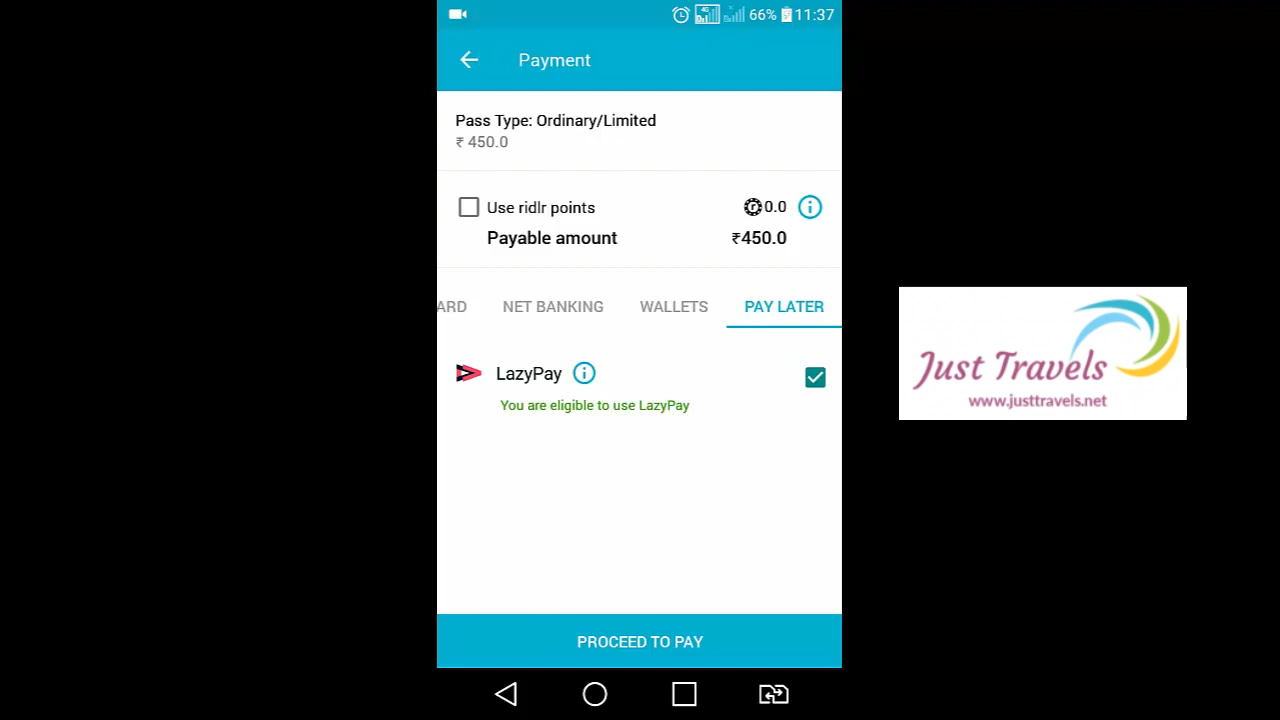 4G 66% 11:37
Payment
Pass Type: Ordinary/Limited
₹ 450.0
Use ridlr points r 0.0 i
Payable amount ₹450.0
ARD NET BANKING WALLETS PAY LATER
LazyPay i
You are eligible to use LazyPay
PROCEED TO PAY
Just Travels
www.justtravels.net